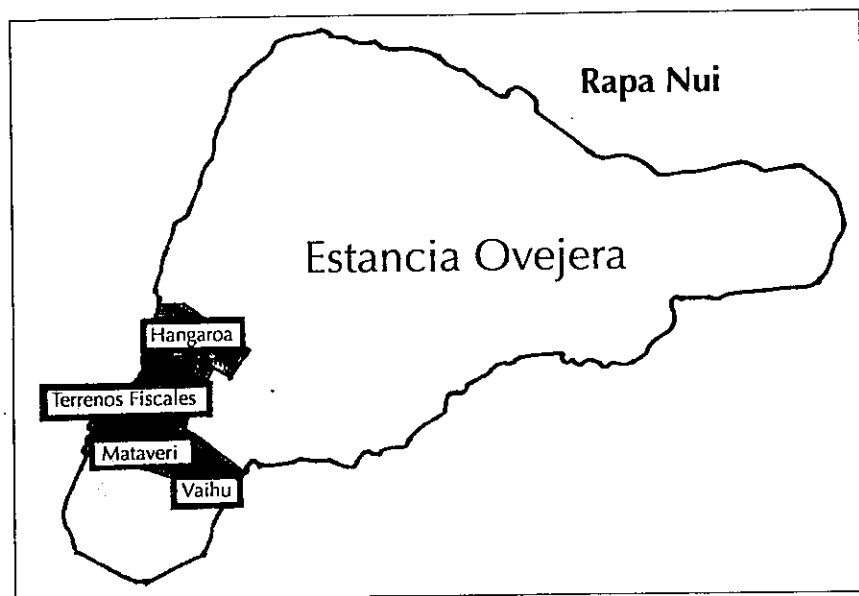 Rapa Nui
Estancia Ovejera
Hangaroa
Terrenos Fiscales
Mataveri
Vaihu